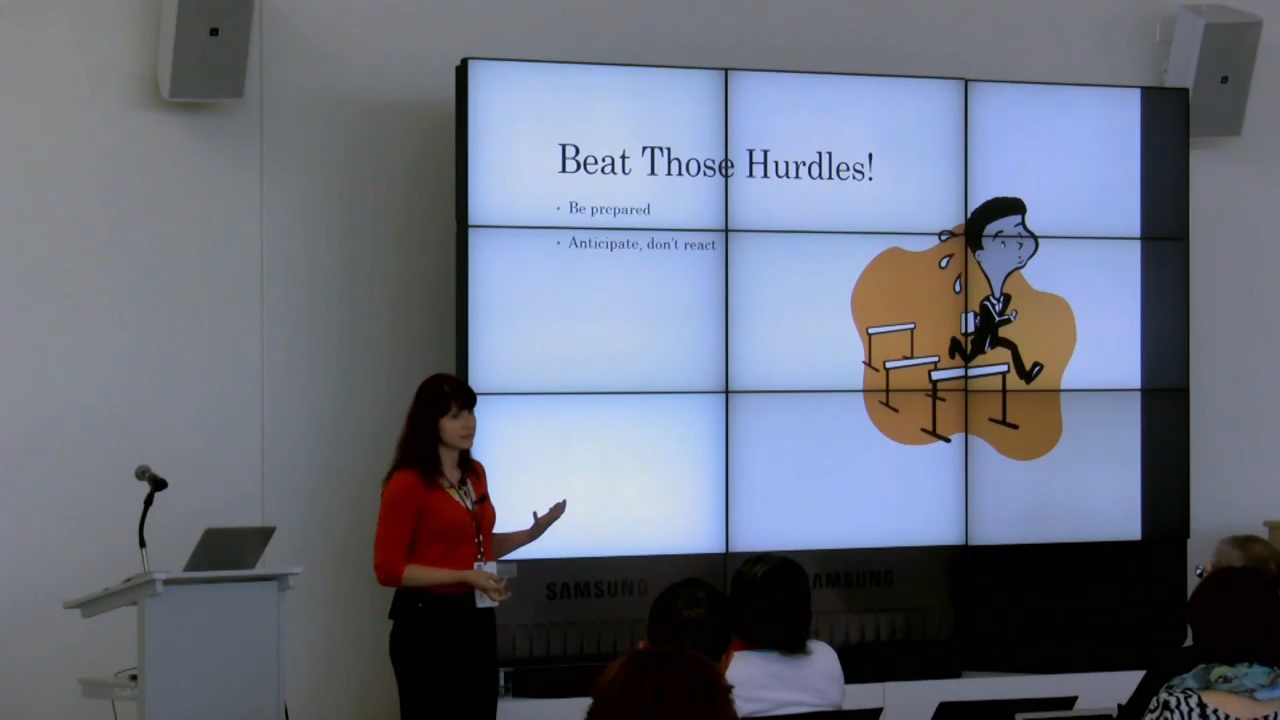 Beat Those Hurdles!
• Be prepared
• Anticipate, don't react
SAMSUNG
SAMSUNG